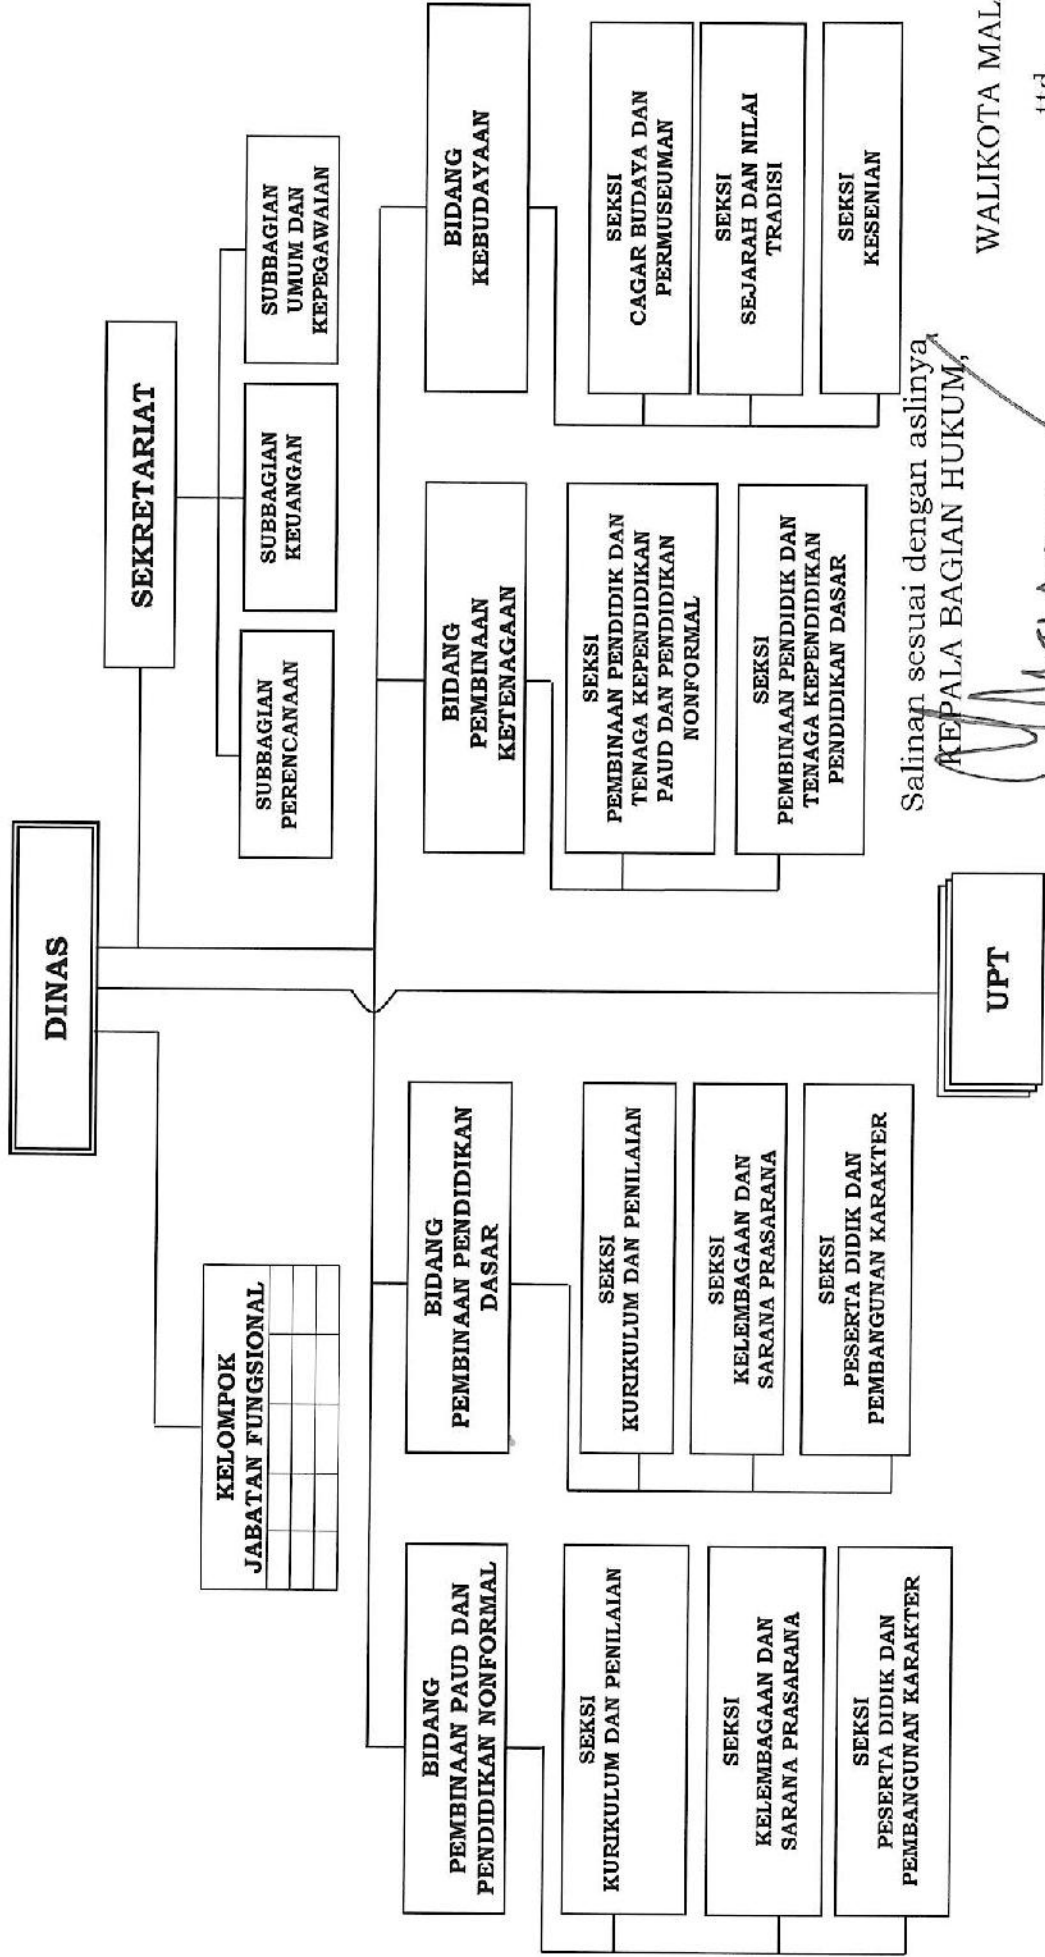 DINAS
SEKRETARIAT
KELOMPOK
JABATAN FUNGSIONAL
SUBBAGIAN
PERENCANAAN
SUBBAGIAN
KEUANGAN
SUBBAGIAN
UMUM DAN
KEPEGAWAIAN
BIDANG
PEMBINAAN PAUD DAN
PENDIDIKAN NONFORMAL
BIDANG
PEMBINAAN PENDIDIKAN
DASAR
BIDANG
PEMBINAAN
KETENAGAAN
BIDANG
KEBUDAYAAN
SEKSI
KURIKULUM DAN PENILAIAN
SEKSI
KELEMBAGAAN DAN
SARANA PRASARANA
SEKSI
PESERTA DIDIK DAN
PEMBANGUNAN KARAKTER
SEKSI
KURIKULUM DAN PENILAIAN
SEKSI
KELEMBAGAAN DAN
SARANA PRASARANA
SEKSI
PESERTA DIDIK DAN
PEMBANGUNAN KARAKTER
SEKSI
PEMBINAAN PENDIDIK DAN
TENAGA KEPENDIDIKAN
PAUD DAN PENDIDIKAN
NONFORMAL
SEKSI
PEMBINAAN PENDIDIK DAN
TENAGA KEPENDIDIKAN
PENDIDIKAN DASAR
SEKSI
CAGAR BUDAYA DAN
PERMUSEUMAN
SEKSI
SEJARAH DAN NILAI
TRADISI
SEKSI
KESENIAN
UPT
Salinan sesuai dengan aslinya,
KEPALA BAGIAN HUKUM,
WALIKOTA MAL
ttd